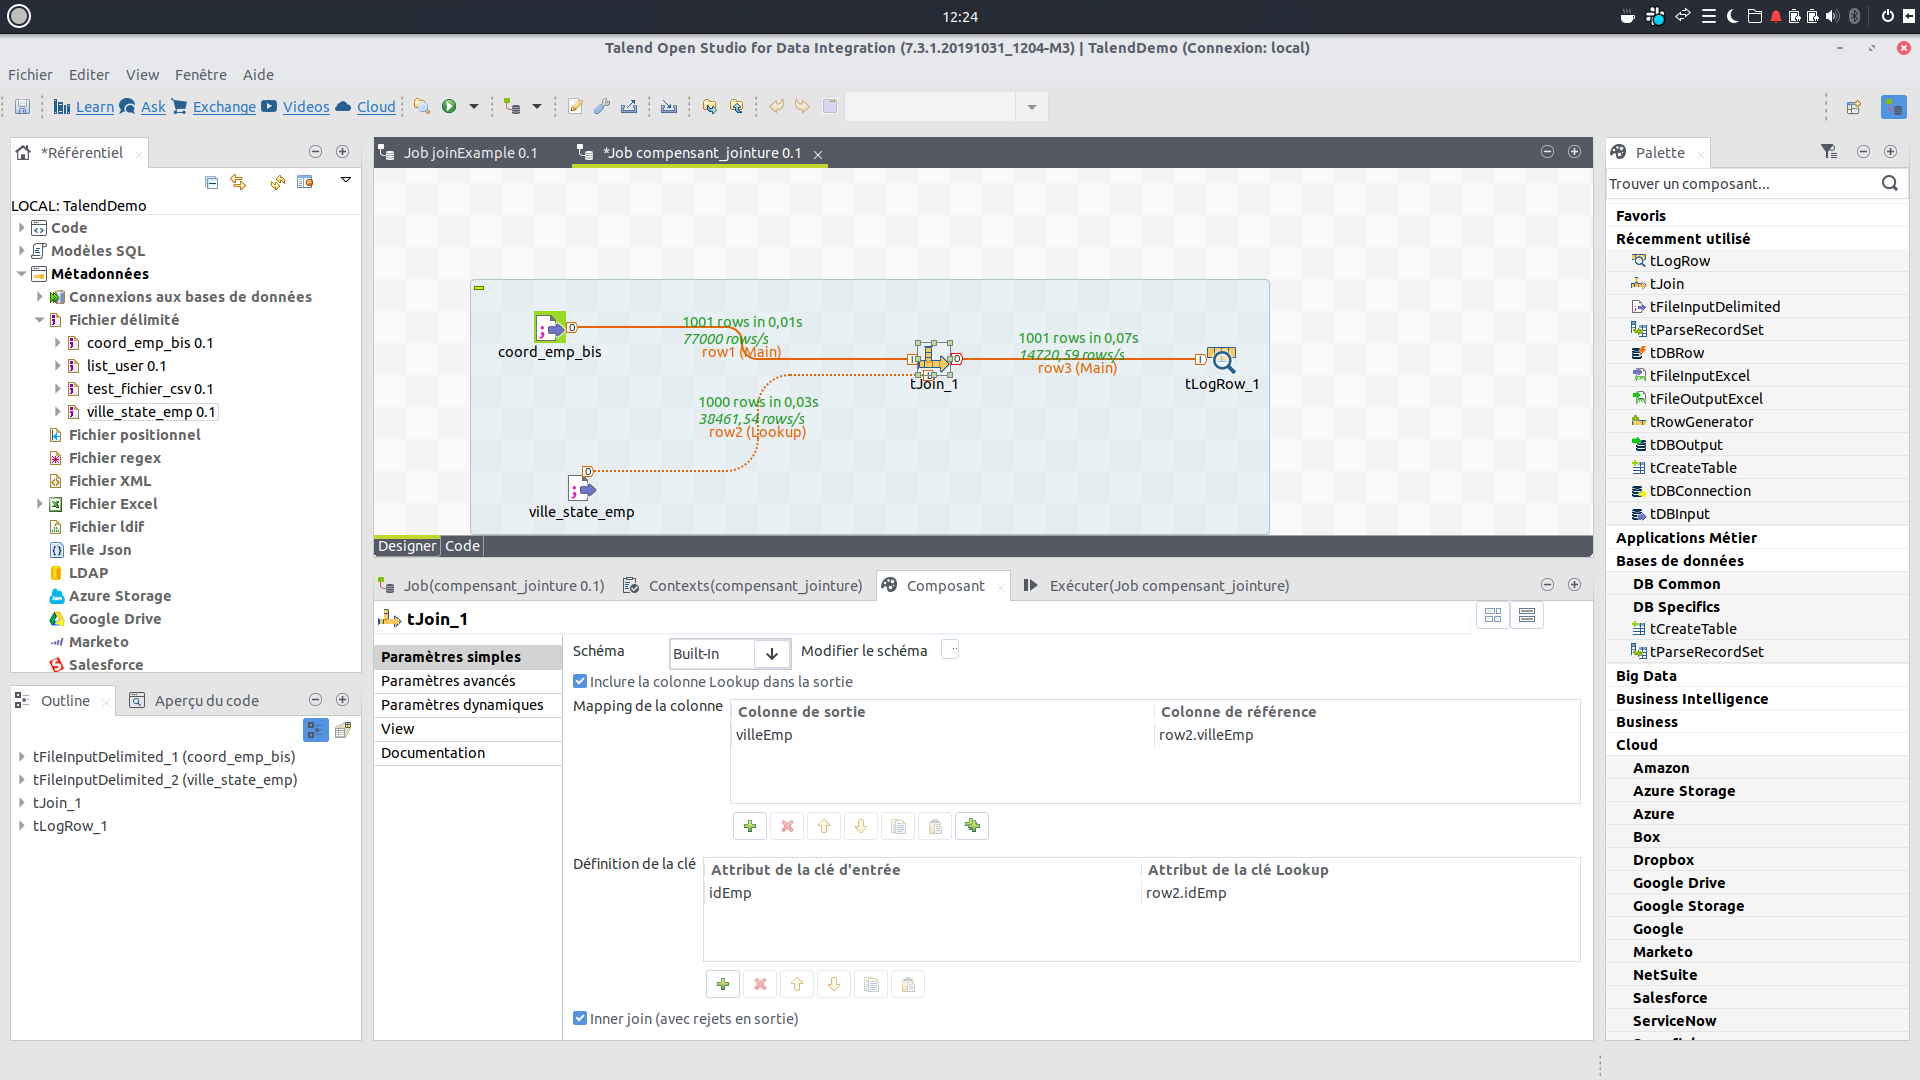 12:24
Talend Open Studio for Data Integration (7.3.1.20191031_1204-M3) | TalendDemo (Connexion: local)
Fichier Editer View Fenêtre Aide
Learn Ask Exchange Videos Cloud
*Référentiel
LOCAL: TalendDemo
Code
Modèles SQL
Métadonnées
Connexions aux bases de données
Fichier délimité
coord_emp_bis 0.1
list_user 0.1
test_fichier_csv 0.1
ville_state_emp 0.1
Fichier positionnel
Fichier regex
Fichier XML
Fichier Excel
Fichier ldif
File Json
LDAP
Azure Storage
Google Drive
Marketo
Salesforce
Outline Aperçu du code
tFileInputDelimited_1 (coord_emp_bis)
tFileInputDelimited_2 (ville_state_emp)
tJoin_1
tLogRow_1
Job joinExample 0.1 *Job compensant_jointure 0.1
coord_emp_bis
1001 rows in 0,01s
77000 rows/s
row1 (Main)
1000 rows in 0,03s
38461,54 rows/s
row2 (Lookup)
ville_state_emp
tJoin_1
1001 rows in 0,07s
14720,59 rows/s
row3 (Main)
tLogRow_1
Designer Code
Job(compensant_jointure 0.1) Contexts(compensant_jointure) Composant Exécuter(Job compensant_jointure)
tJoin_1
Paramètres simples
Paramètres avancés
Paramètres dynamiques
View
Documentation
Schéma Built-In Modifier le schéma
Inclure la colonne Lookup dans la sortie
Mapping de la colonne
Colonne de sortie Colonne de référence
villeEmp row2.villeEmp
Définition de la clé
Attribut de la clé d'entrée Attribut de la clé Lookup
idEmp row2.idEmp
Inner join (avec rejets en sortie)
Palette
Trouver un composant...
Favoris
Récemment utilisé
tLogRow
tJoin
tFileInputDelimited
tParseRecordSet
tDBRow
tFileInputExcel
tFileOutputExcel
tRowGenerator
tDBOutput
tCreateTable
tDBConnection
tDBInput
Applications Métier
Bases de données
DB Common
DB Specifics
tCreateTable
tParseRecordSet
Big Data
Business Intelligence
Business
Cloud
Amazon
Azure Storage
Azure
Box
Dropbox
Google Drive
Google Storage
Google
Marketo
NetSuite
Salesforce
ServiceNow